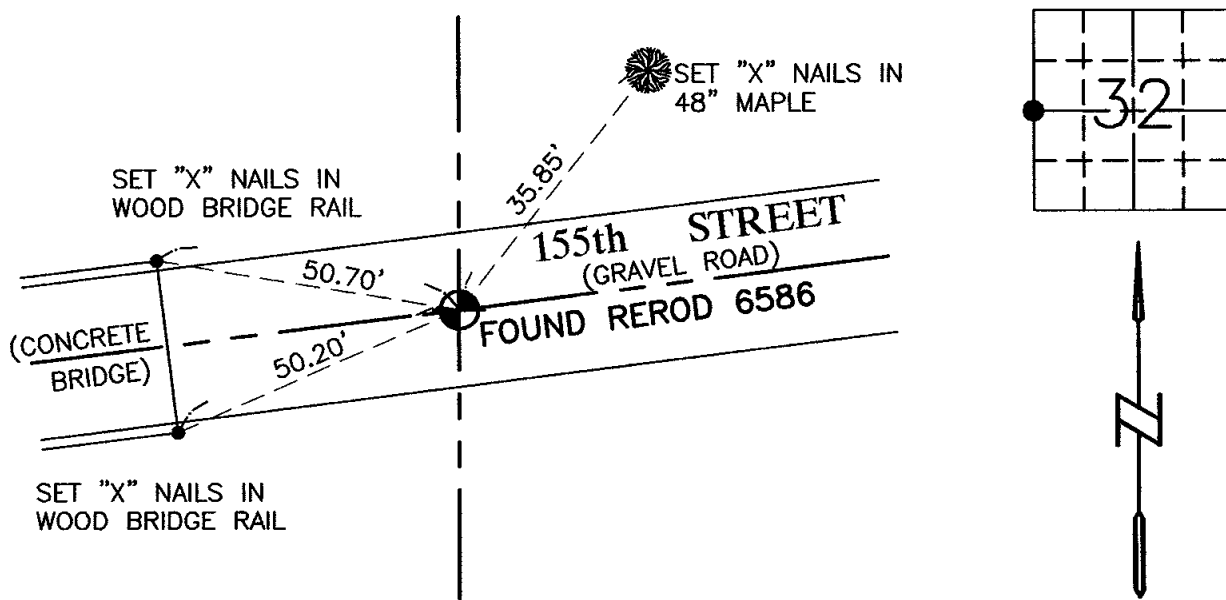 SET "X" NAILS IN
48" MAPLE
32
SET "X" NAILS IN
WOOD BRIDGE RAIL
35.85'
155th STREET
(GRAVEL ROAD)
50.70'
FOUND REROD 6586
(CONCRETE
BRIDGE)
50.20'
N
SET "X" NAILS IN
WOOD BRIDGE RAIL